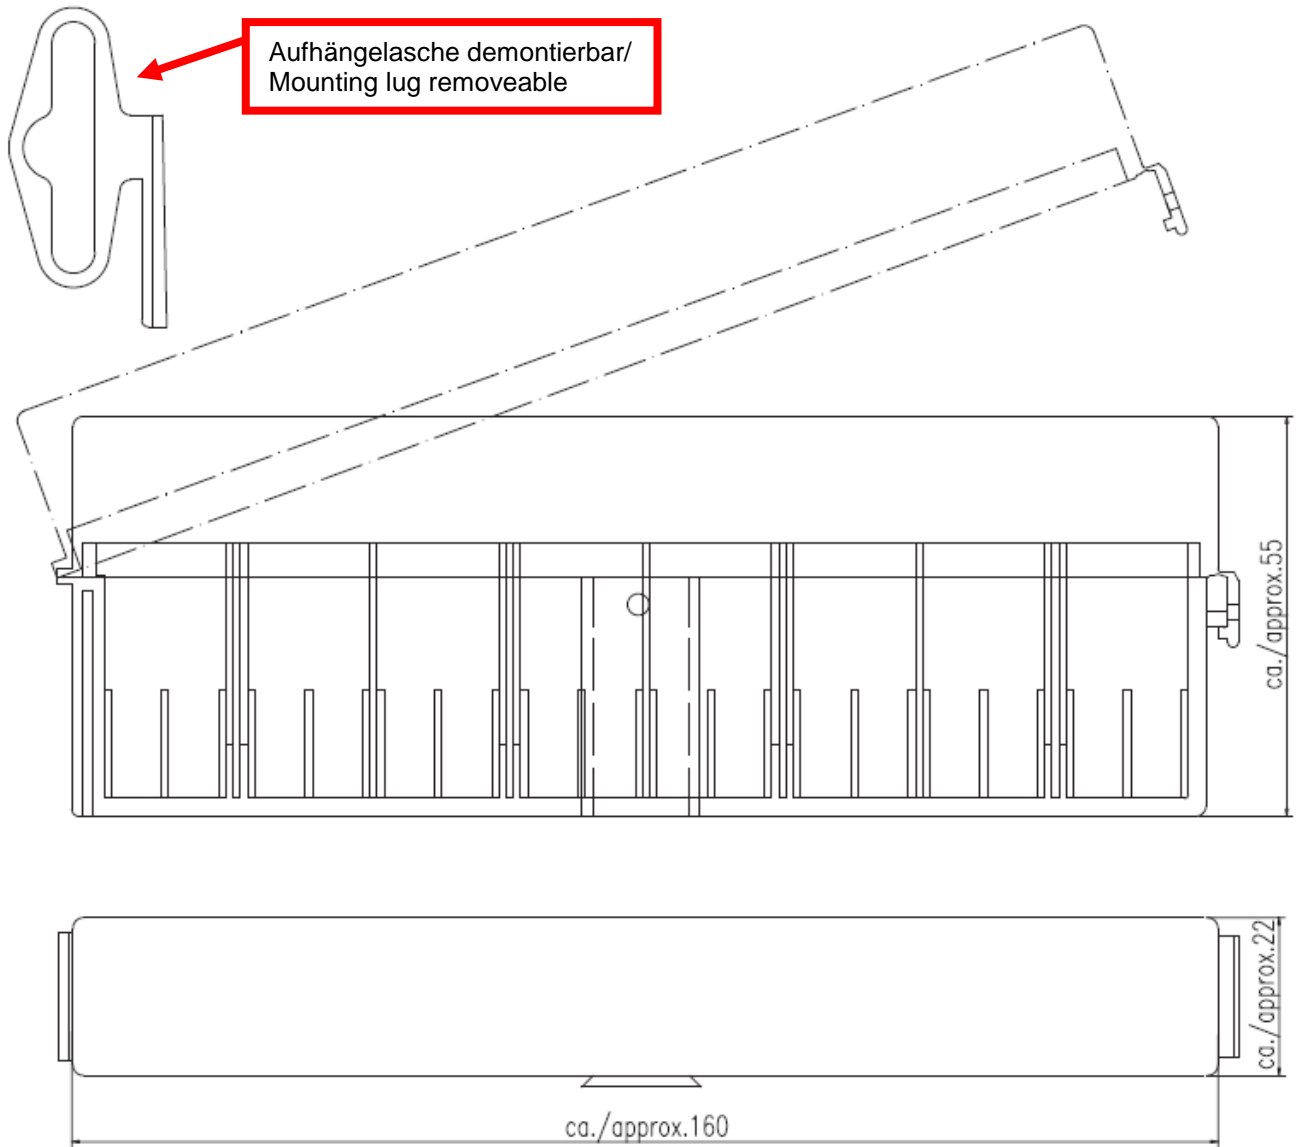 Aufhängelasche demontierbar/
Mounting lug removeable
ca./approx.55
ca./approx.22
ca./approx.160